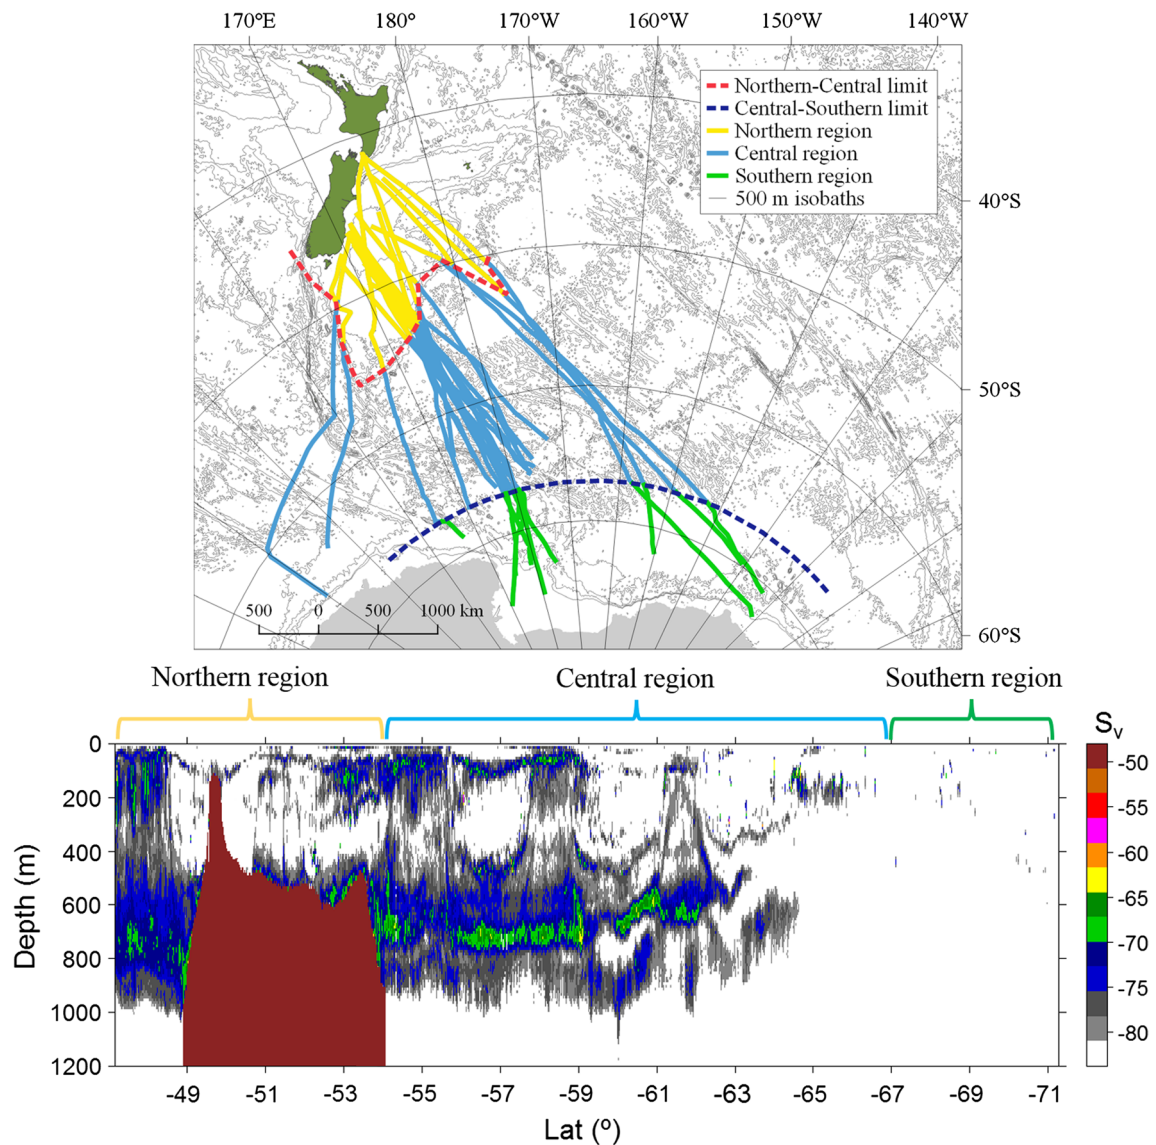 170°E 180° 170°W 160°W 150°W 140°W
Northern-Central limit
Central-Southern limit
Northern region
Central region
Southern region
500 m isobaths
40°S
50°S
60°S
500 0 500 1000 km
Northern region Central region Southern region
Sv
0
200
400
600
800
1000
1200
Depth (m)
-50
-55
-60
-65
-70
-75
-80
-49 -51 -53 -55 -57 -59 -61 -63 -65 -67 -69 -71
Lat (º)